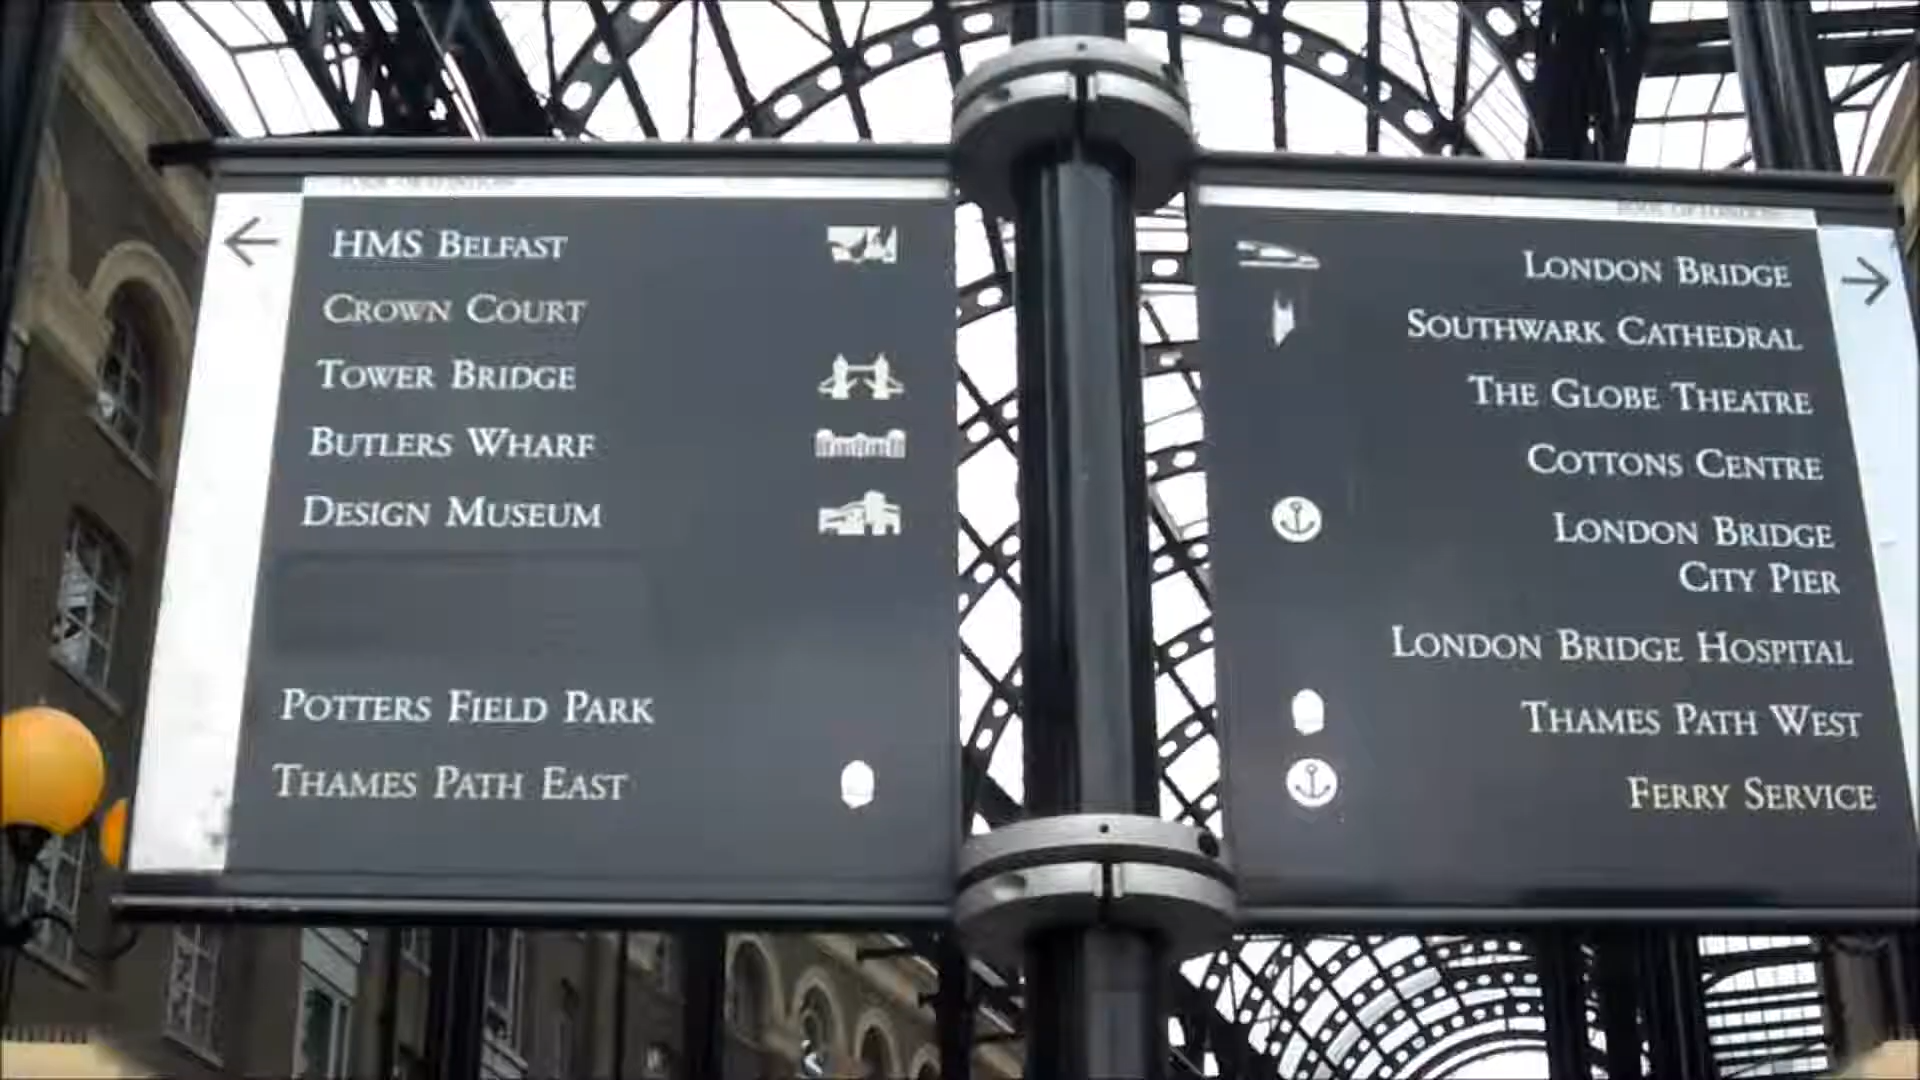 HMS BELFAST
CROWN COURT
TOWER BRIDGE
BUTLERS WHARF
DESIGN MUSEUM
POTTERS FIELD PARK
THAMES PATH EAST
LONDON BRIDGE
SOUTHWARK CATHEDRAL
THE GLOBE THEATRE
COTTONS CENTRE
LONDON BRIDGE
CITY PIER
LONDON BRIDGE HOSPITAL
THAMES PATH WEST
FERRY SERVICE